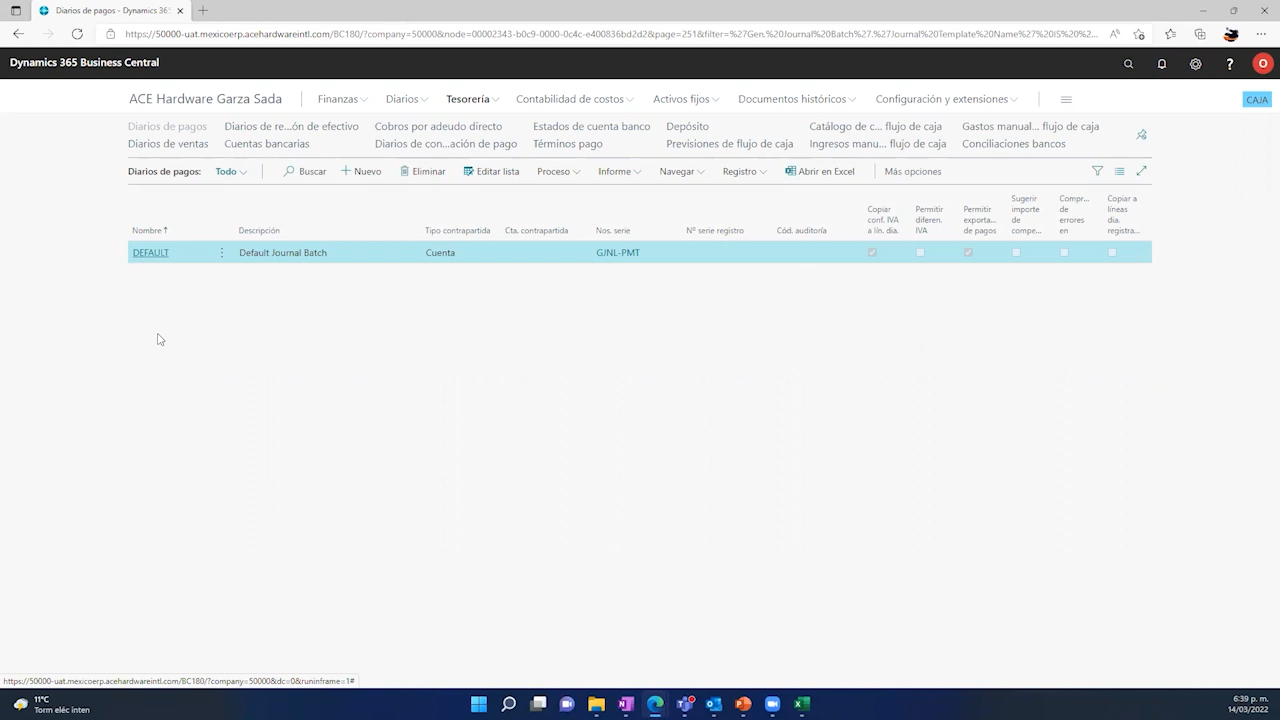 Diarios de pagos - Dynamics 36
https://50000-uat.mexicoerp.acehardwareintl.com/BC180/?company=50000&node=00002343-b0c9-0000-0c4c-e400836bd2d2&page=251&filter=%27Gen.%20Journal%20Batch%27.%27Journal%20Template%20Name%27%20IS%20%2...
Dynamics 365 Business Central
ACE Hardware Garza Sada
Finanzas
Diarios
Tesorería
Contabilidad de costos
Activos fijos
Documentos históricos
Configuración y extensiones
CAJA
Diarios de pagos
Diarios de re...ón de efectivo
Cobros por adeudo directo
Estados de cuenta banco
Depósito
Catálogo de c... flujo de caja
Gastos manual... flujo de caja
Diarios de ventas
Cuentas bancarias
Diarios de con...ación de pago
Términos pago
Previsiones de flujo de caja
Ingresos manu... flujo de caja
Conciliaciones bancos
Diarios de pagos:
Todo
Buscar
Nuevo
Eliminar
Editar lista
Proceso
Informe
Navegar
Registro
Abrir en Excel
Más opciones
Nombre ↑
Descripción
Tipo contrapartida
Cta. contrapartida
Nos. serie
Nº serie registro
Cód. auditoría
Copiar
conf. IVA
a lín. dia.
Permitir
diferen.
IVA
Permitir
exporta...
de pagos
Sugerir
importe
de
compe...
Compr...
de
errores
en
Copiar a
líneas
dia.
registra...
DEFAULT
Default Journal Batch
Cuenta
GJNL-PMT
https://50000-uat.mexicoerp.acehardwareintl.com/BC180/?company=50000&dc=0&runinframe=1#
11°C
Torm eléc inten
6:39 p. m.
14/03/2022
O